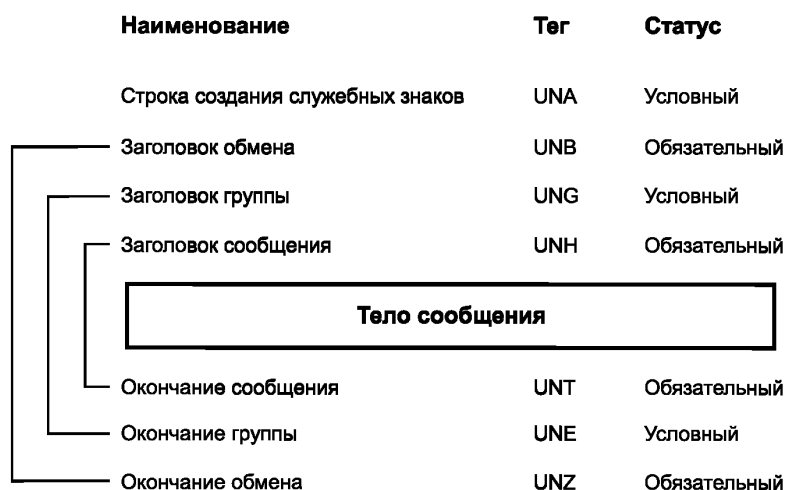 Наименование Тег Статус
Строка создания служебных знаков UNA Условный
Заголовок обмена UNB Обязательный
Заголовок группы UNG Условный
Заголовок сообщения UNH Обязательный
Тело сообщения
Окончание сообщения UNT Обязательный
Окончание группы UNE Условный
Окончание обмена UNZ Обязательный